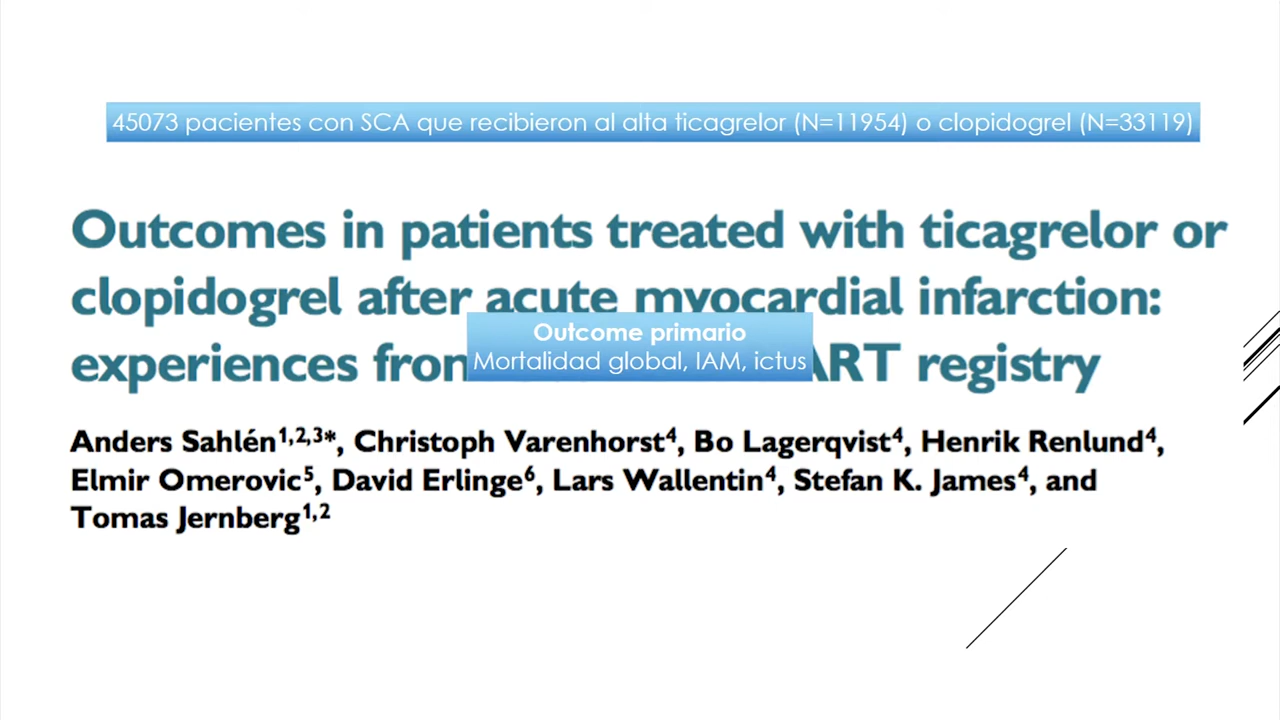 45073 pacientes con SCA que recibieron al alta ticagrelor (N=11954) o clopidogrel (N=33119)
Outcomes in patients treated with ticagrelor or
clopidogrel after acute myocardial infarction:
Outcome primario
Mortalidad global, IAM, ictus
experiences ART registry
Anders Sahlén1,2,3*, Christoph Varenhorst4, Bo Lagerqvist4, Henrik Renlund4,
Elmir Omerovic5, David Erlinge6, Lars Wallentin4, Stefan K. James4, and
Tomas Jernberg1,2